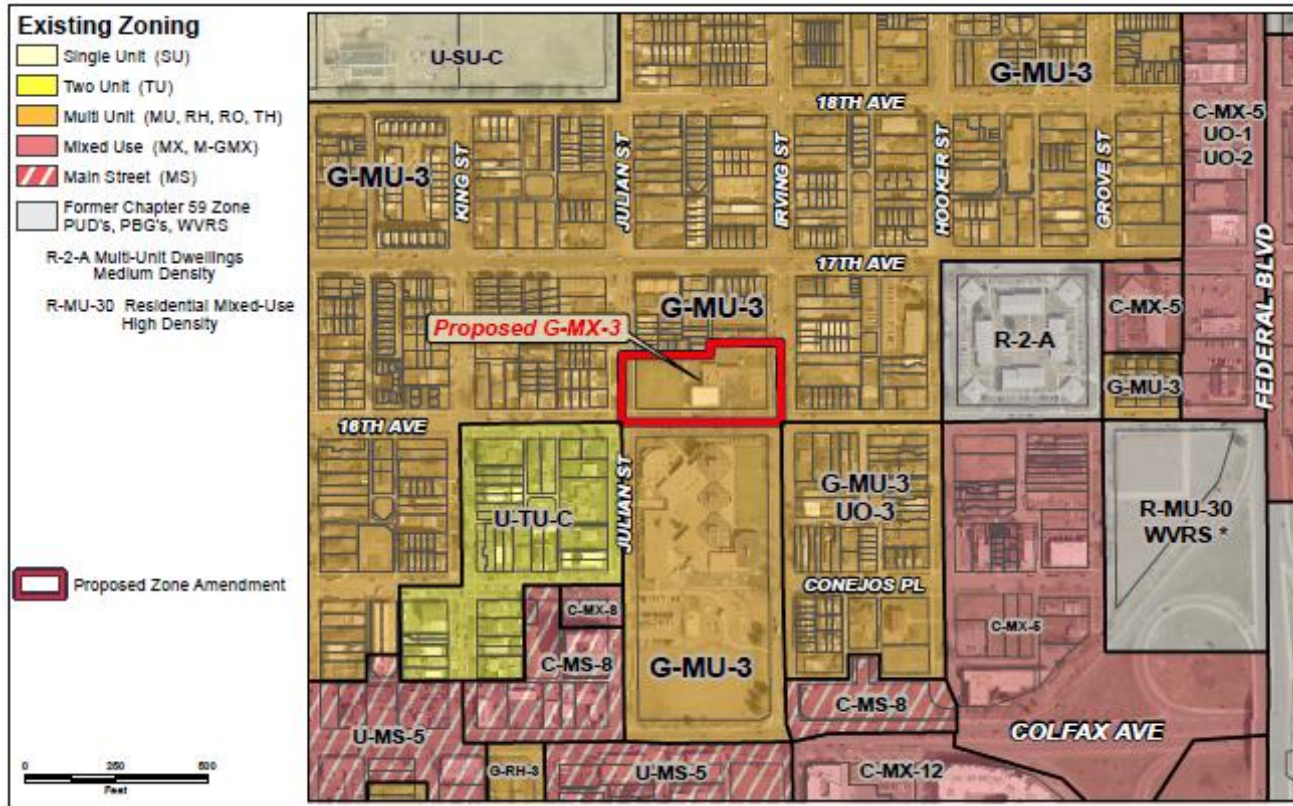 Existing Zoning
Single Unit (SU)
Two Unit (TU)
Multi Unit (MU, RH, RO, TH)
Mixed Use (MX, M-GMX)
Main Street (MS)
Former Chapter 59 Zone
PUD's, PBG's, WVRS
R-2-A Multi-Unit Dwellings
Medium Density
R-MU-30 Residential Mixed-Use
High Density
Proposed Zone Amendment
0 250 500
Feet
U-SU-C
G-MU-3
18TH AVE
C-MX-5
UO-1
UO-2
G-MU-3
KING ST
JULIAN ST
IRVING ST
HOOKER ST
GROVE ST
17TH AVE
FEDERAL BLVD
G-MU-3
C-MX-5
Proposed G-MX-3
R-2-A
G-MU-3
16TH AVE
JULIAN ST
G-MU-3
UO-3
U-TU-C
R-MU-30
WVRS *
CONEJOS PL
C-MX-8
C-MX-5
C-MS-8
G-MU-3
C-MS-8
U-MS-5
COLFAX AVE
G-RH-3
U-MS-5
C-MX-12